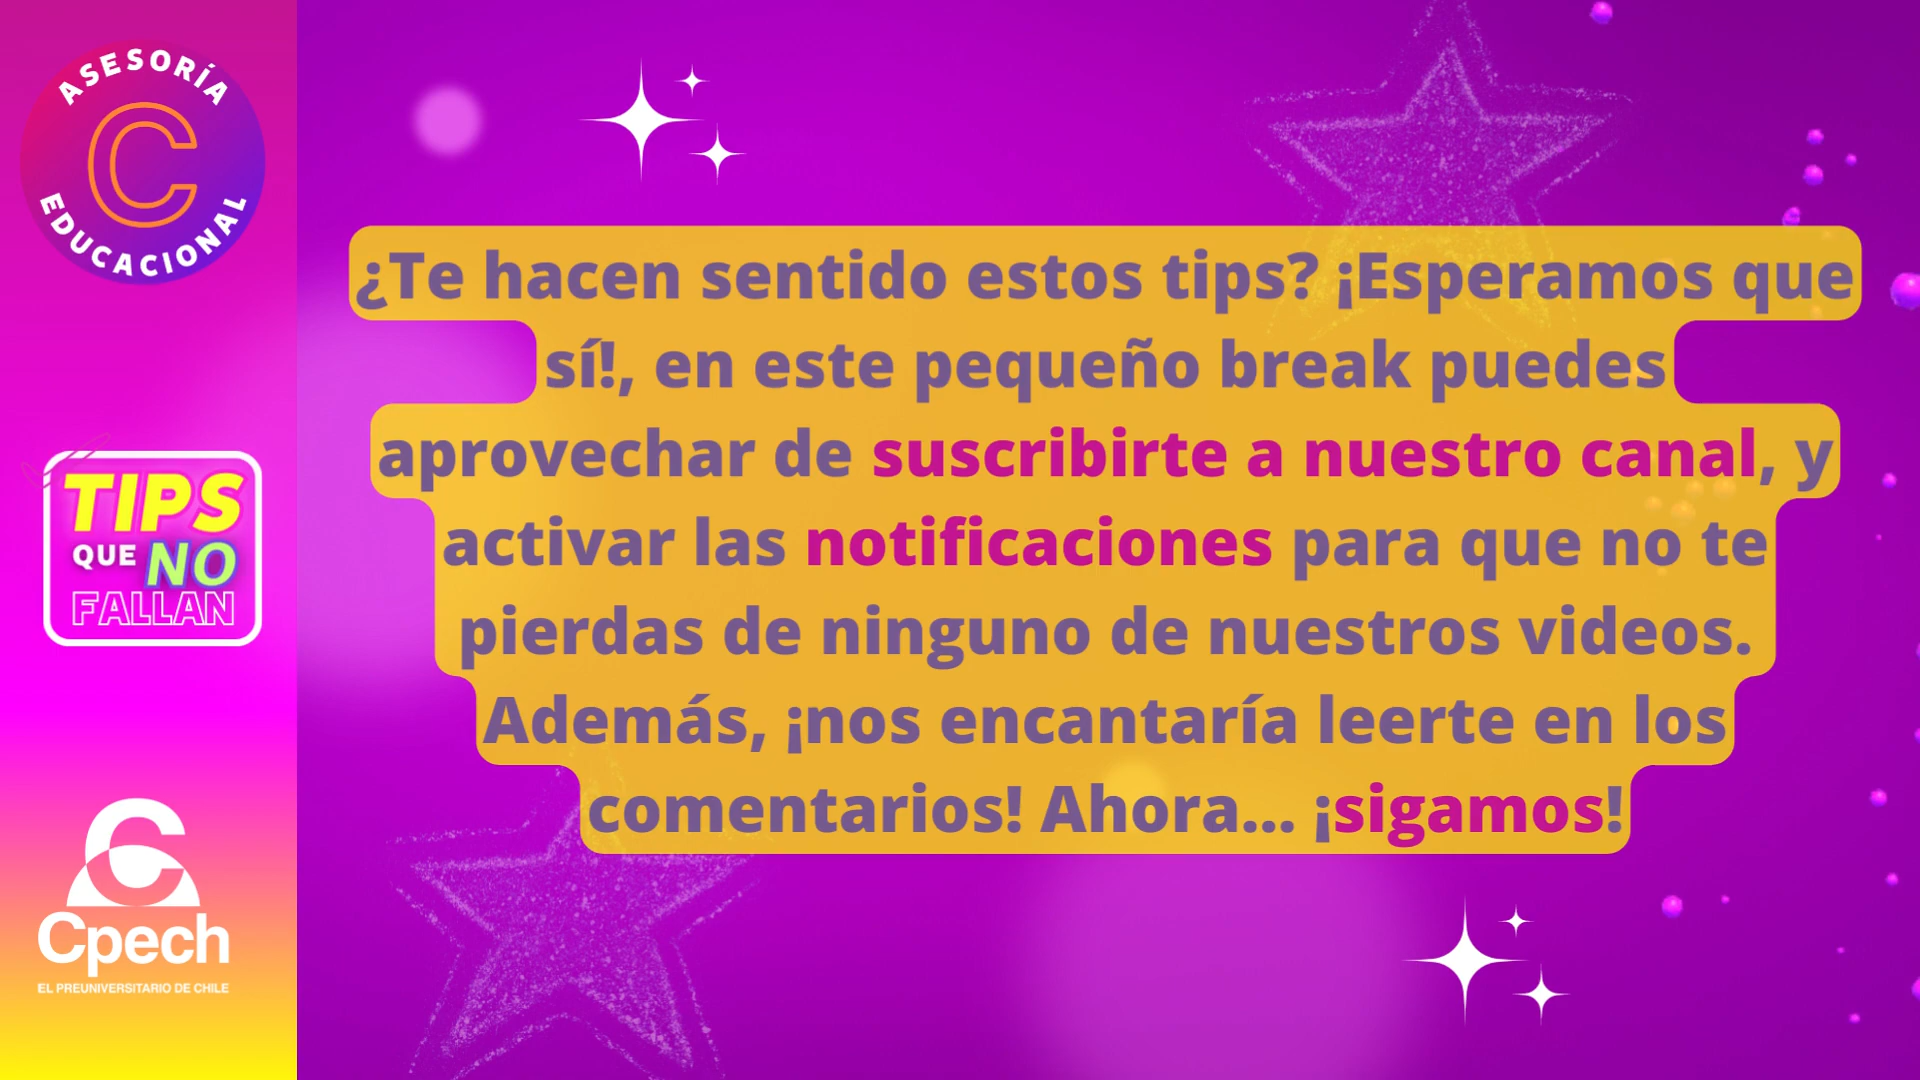 ASESORÍA
C
EDUCACIONAL
TIPS
QUE NO
FALLAN
Cpech
EL PREUNIVERSITARIO DE CHILE
¿Te hacen sentido estos tips? ¡Esperamos que
sí!, en este pequeño break puedes
aprovechar de suscribirte a nuestro canal, y
activar las notificaciones para que no te
pierdas de ninguno de nuestros videos.
Además, ¡nos encantaría leerte en los
comentarios! Ahora... ¡sigamos!